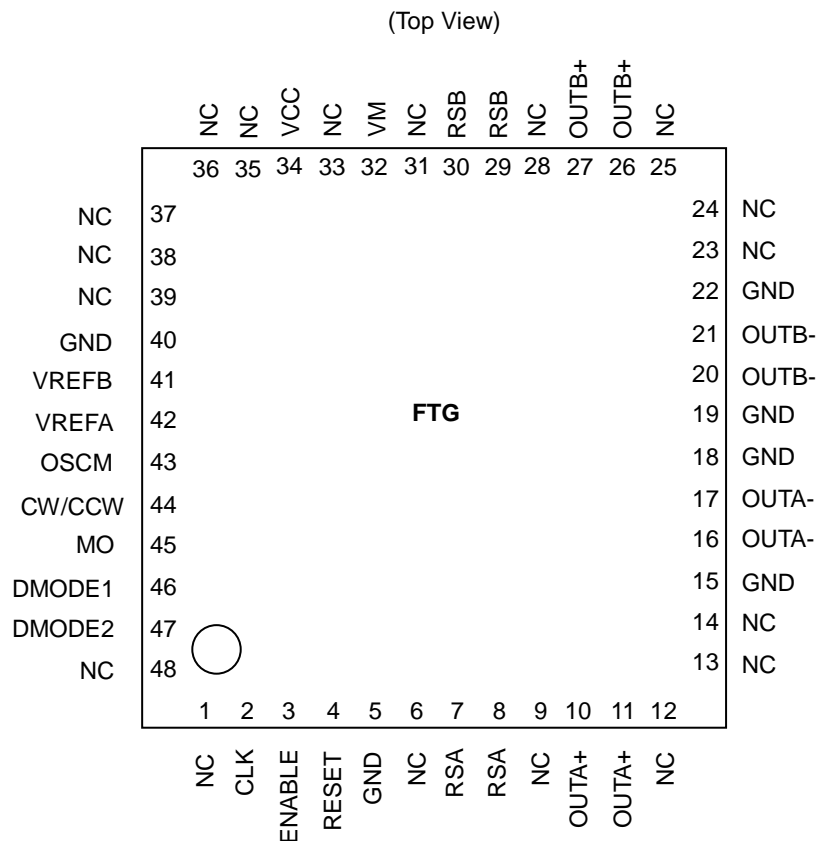 (Top View)
NC NC VCC NC VM NC RSB RSB NC OUTB+ OUTB+ NC
36 35 34 33 32 31 30 29 28 27 26 25
NC 37 24 NC
NC 38 23 NC
NC 39 22 GND
GND 40 21 OUTB-
VREFB 41 20 OUTB-
VREFA 42 FTG 19 GND
OSCM 43 18 GND
CW/CCW 44 17 OUTA-
MO 45 16 OUTA-
DMODE1 46 15 GND
DMODE2 47 14 NC
NC 48 13 NC
1 2 3 4 5 6 7 8 9 10 11 12
NC CLK ENABLE RESET GND NC RSA RSA NC OUTA+ OUTA+ NC